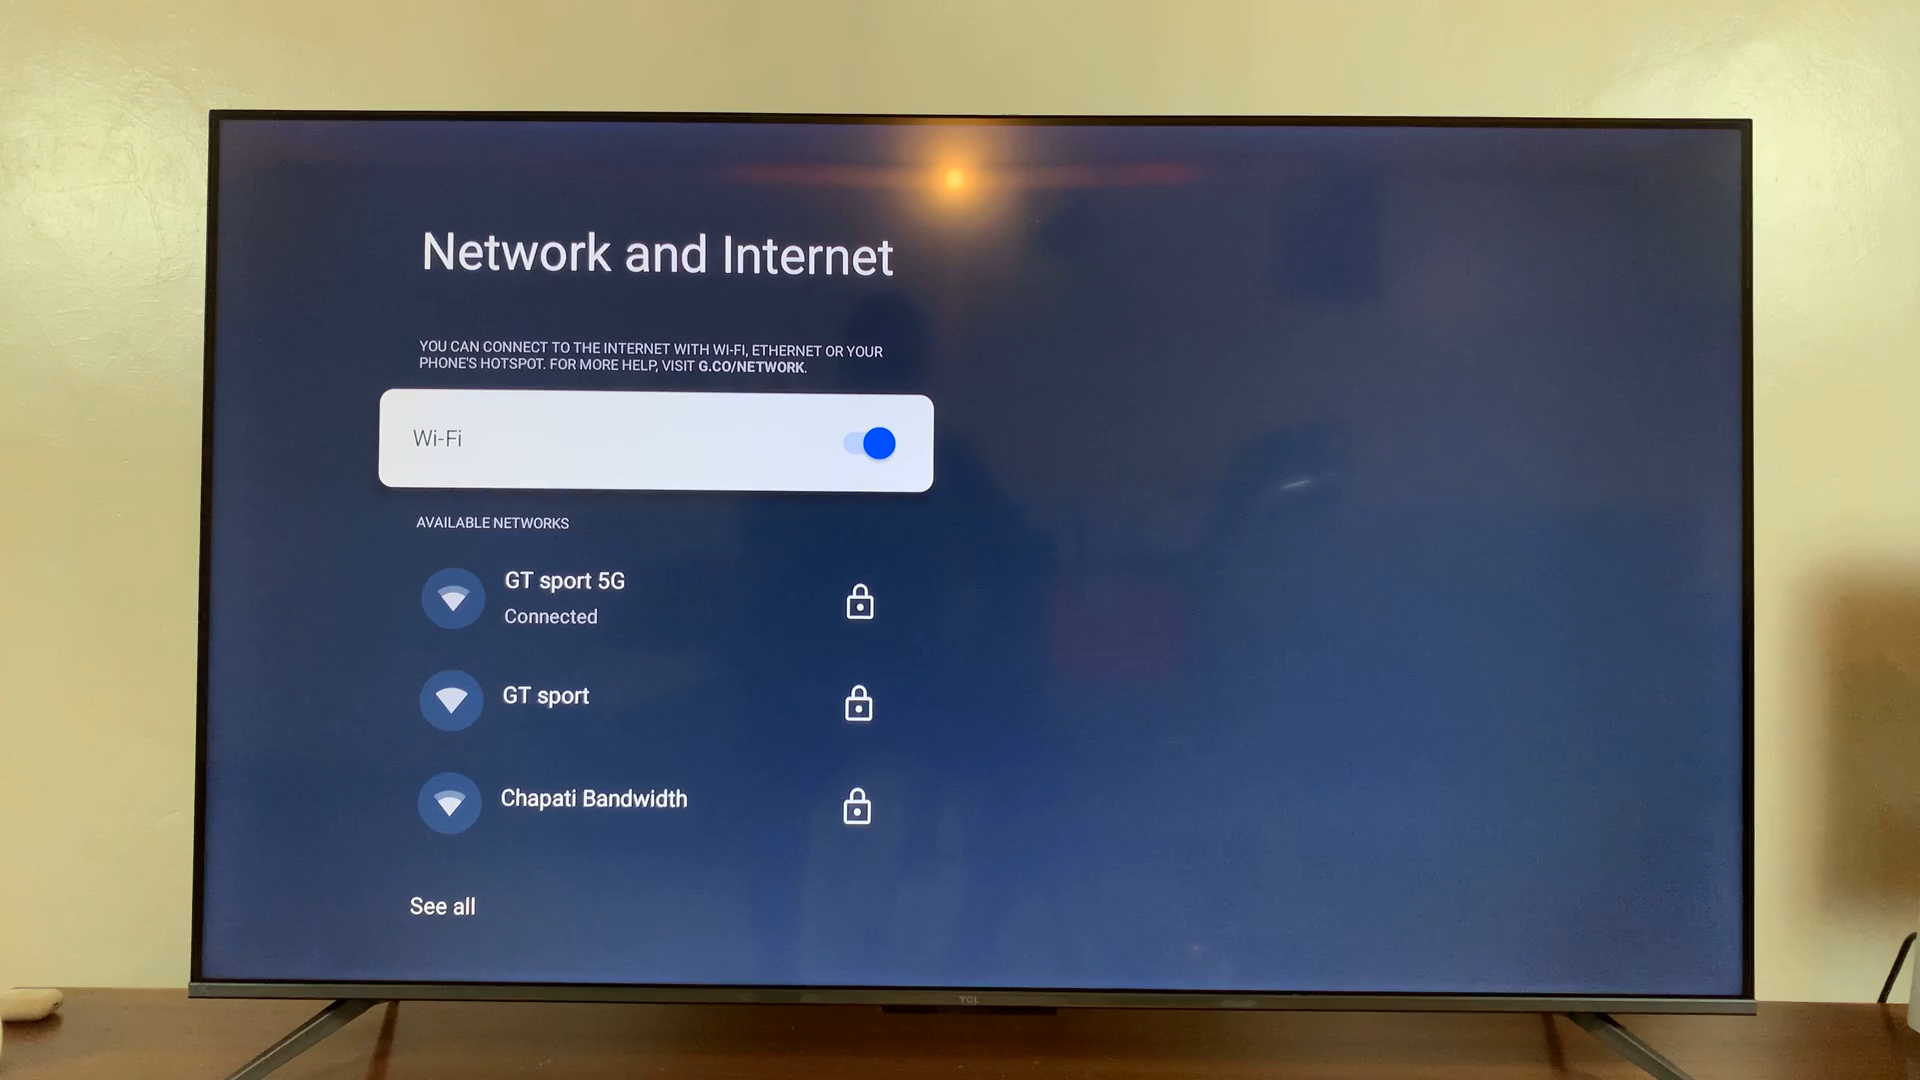 Network and Internet
YOU CAN CONNECT TO THE INTERNET WITH WI-FI, ETHERNET OR YOUR
PHONE'S HOTSPOT. FOR MORE HELP, VISIT G.CO/NETWORK.
Wi-Fi
AVAILABLE NETWORKS
GT sport 5G
Connected
GT sport
Chapati Bandwidth
See all
TCL